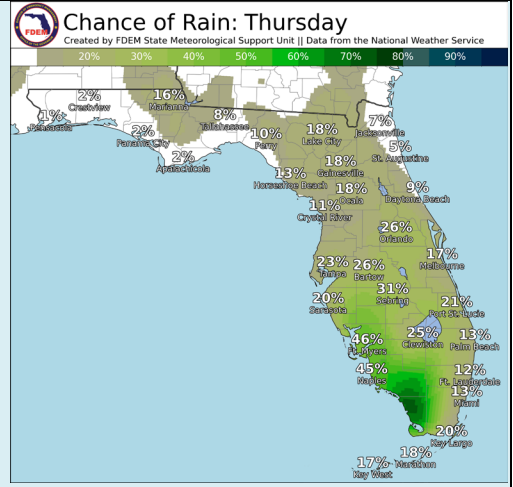 Chance of Rain: Thursday
Created by FDEM State Meteorological Support Unit || Data from the National Weather Service
20% 30% 40% 50% 60% 70% 80% 90%
2%
Crestview
16%
Marianna
1%
Pensacola
2%
Panama City
8%
Tallahassee
2%
Apalachicola
10%
Perry
18%
Lake City
7%
Jacksonville
5%
St. Augustine
18%
Gainesville
13%
Horseshoe Beach
18%
Ocala
9%
Daytona Beach
11%
Crystal River
26%
Orlando
17%
Melbourne
23%
Tampa
26%
Bartow
31%
Sebring
20%
Sarasota
21%
Port St. Lucie
25%
Clewiston
13%
Palm Beach
46%
Ft. Myers
45%
Naples
12%
Ft. Lauderdale
13%
Miami
20%
Key Largo
18%
Marathon
17%
Key West